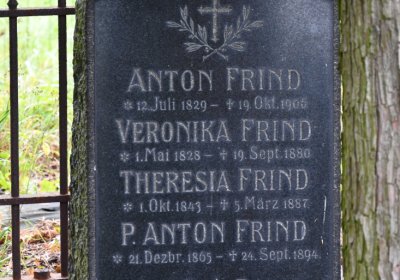 ANTON FRIND
* 12. Juli 1829 – ✝ 19. Okt. 1905
VERONIKA FRIND
* 1. Mai 1828 – ✝ 19. Sept. 1880
THERESIA FRIND
* 1. Okt. 1843 – ✝ 5. März 1887.
P. ANTON FRIND
* 21. Dezbr. 1865 – ✝ 24. Sept. 1894.